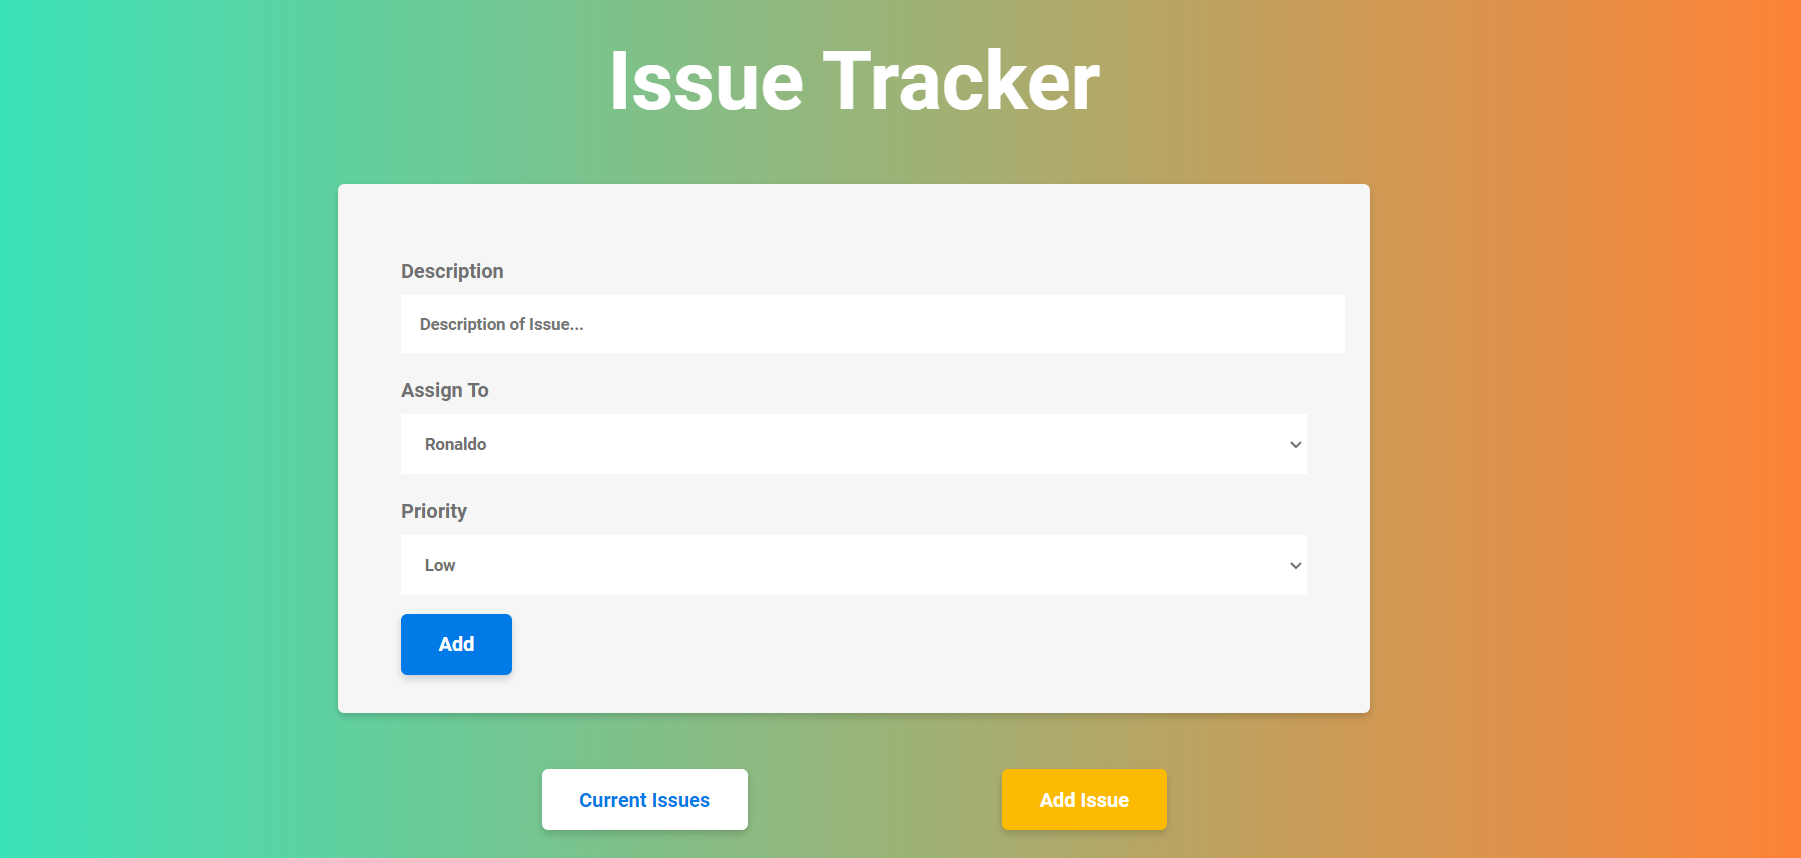 Issue Tracker
Description
Description of Issue...
Assign To
Ronaldo
Priority
Low
Add
Current Issues
Add Issue